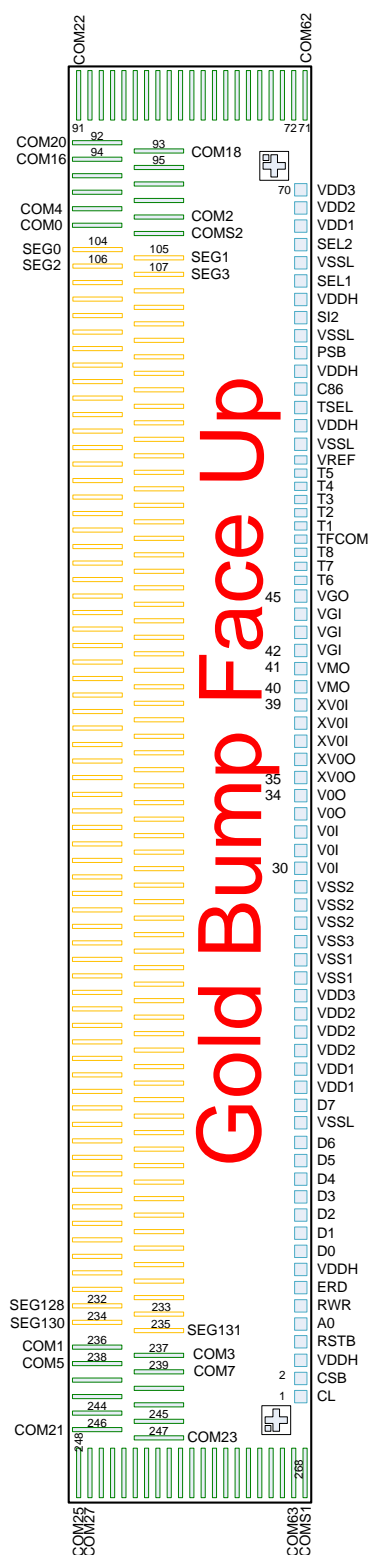 COM22
COM62
91
72 71
COM20 92
93 COM18
COM16 94
95
70 VDD3
VDD2
COM4
COM2
VDD1
COM0
COMS2
SEL2
SEG0 104
105 SEG1
VSSL
SEG2 106
107 SEG3
SEL1
VDDH
SI2
VSSL
PSB
VDDH
C86
TSEL
VDDH
VSSL
VREF
T5
T4
T3
T2
T1
TFCOM
T8
T7
T6
45 VGO
VGI
VGI
42 VGI
41 VMO
40 VMO
39 XV0I
XV0I
XV0I
XV0O
35 XV0O
34 V0O
V0O
V0I
V0I
30 V0I
VSS2
VSS2
VSS2
VSS3
VSS1
VSS1
VDD3
VDD2
VDD2
VDD2
VDD1
VDD1
D7
VSSL
D6
D5
D4
D3
D2
D1
D0
VDDH
ERD
Gold Bump Face Up
SEG128 232
233
RWR
SEG130 234
235 SEG131
A0
RSTB
COM1 236
237 COM3
VDDH
COM5 238
239 COM7
2 CSB
1 CL
244
245
COM21 246
247 COM23
248
268
COM25
COM27
COM63
COMS1